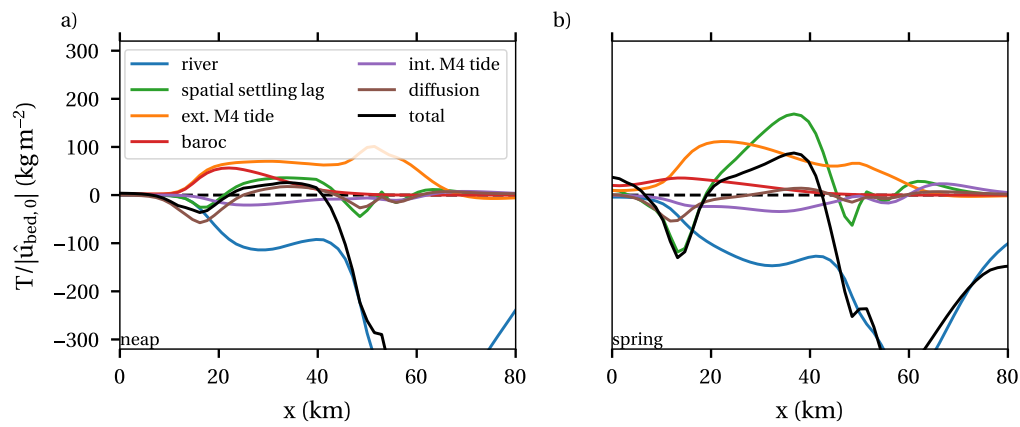 a)
b)
300
200
100
0
−100
−200
−300
T/|û_bed,0| (kg m⁻²)
river
spatial settling lag
ext. M4 tide
baroc
int. M4 tide
diffusion
total
neap
spring
0 20 40 60 80
0 20 40 60 80
x (km)
x (km)